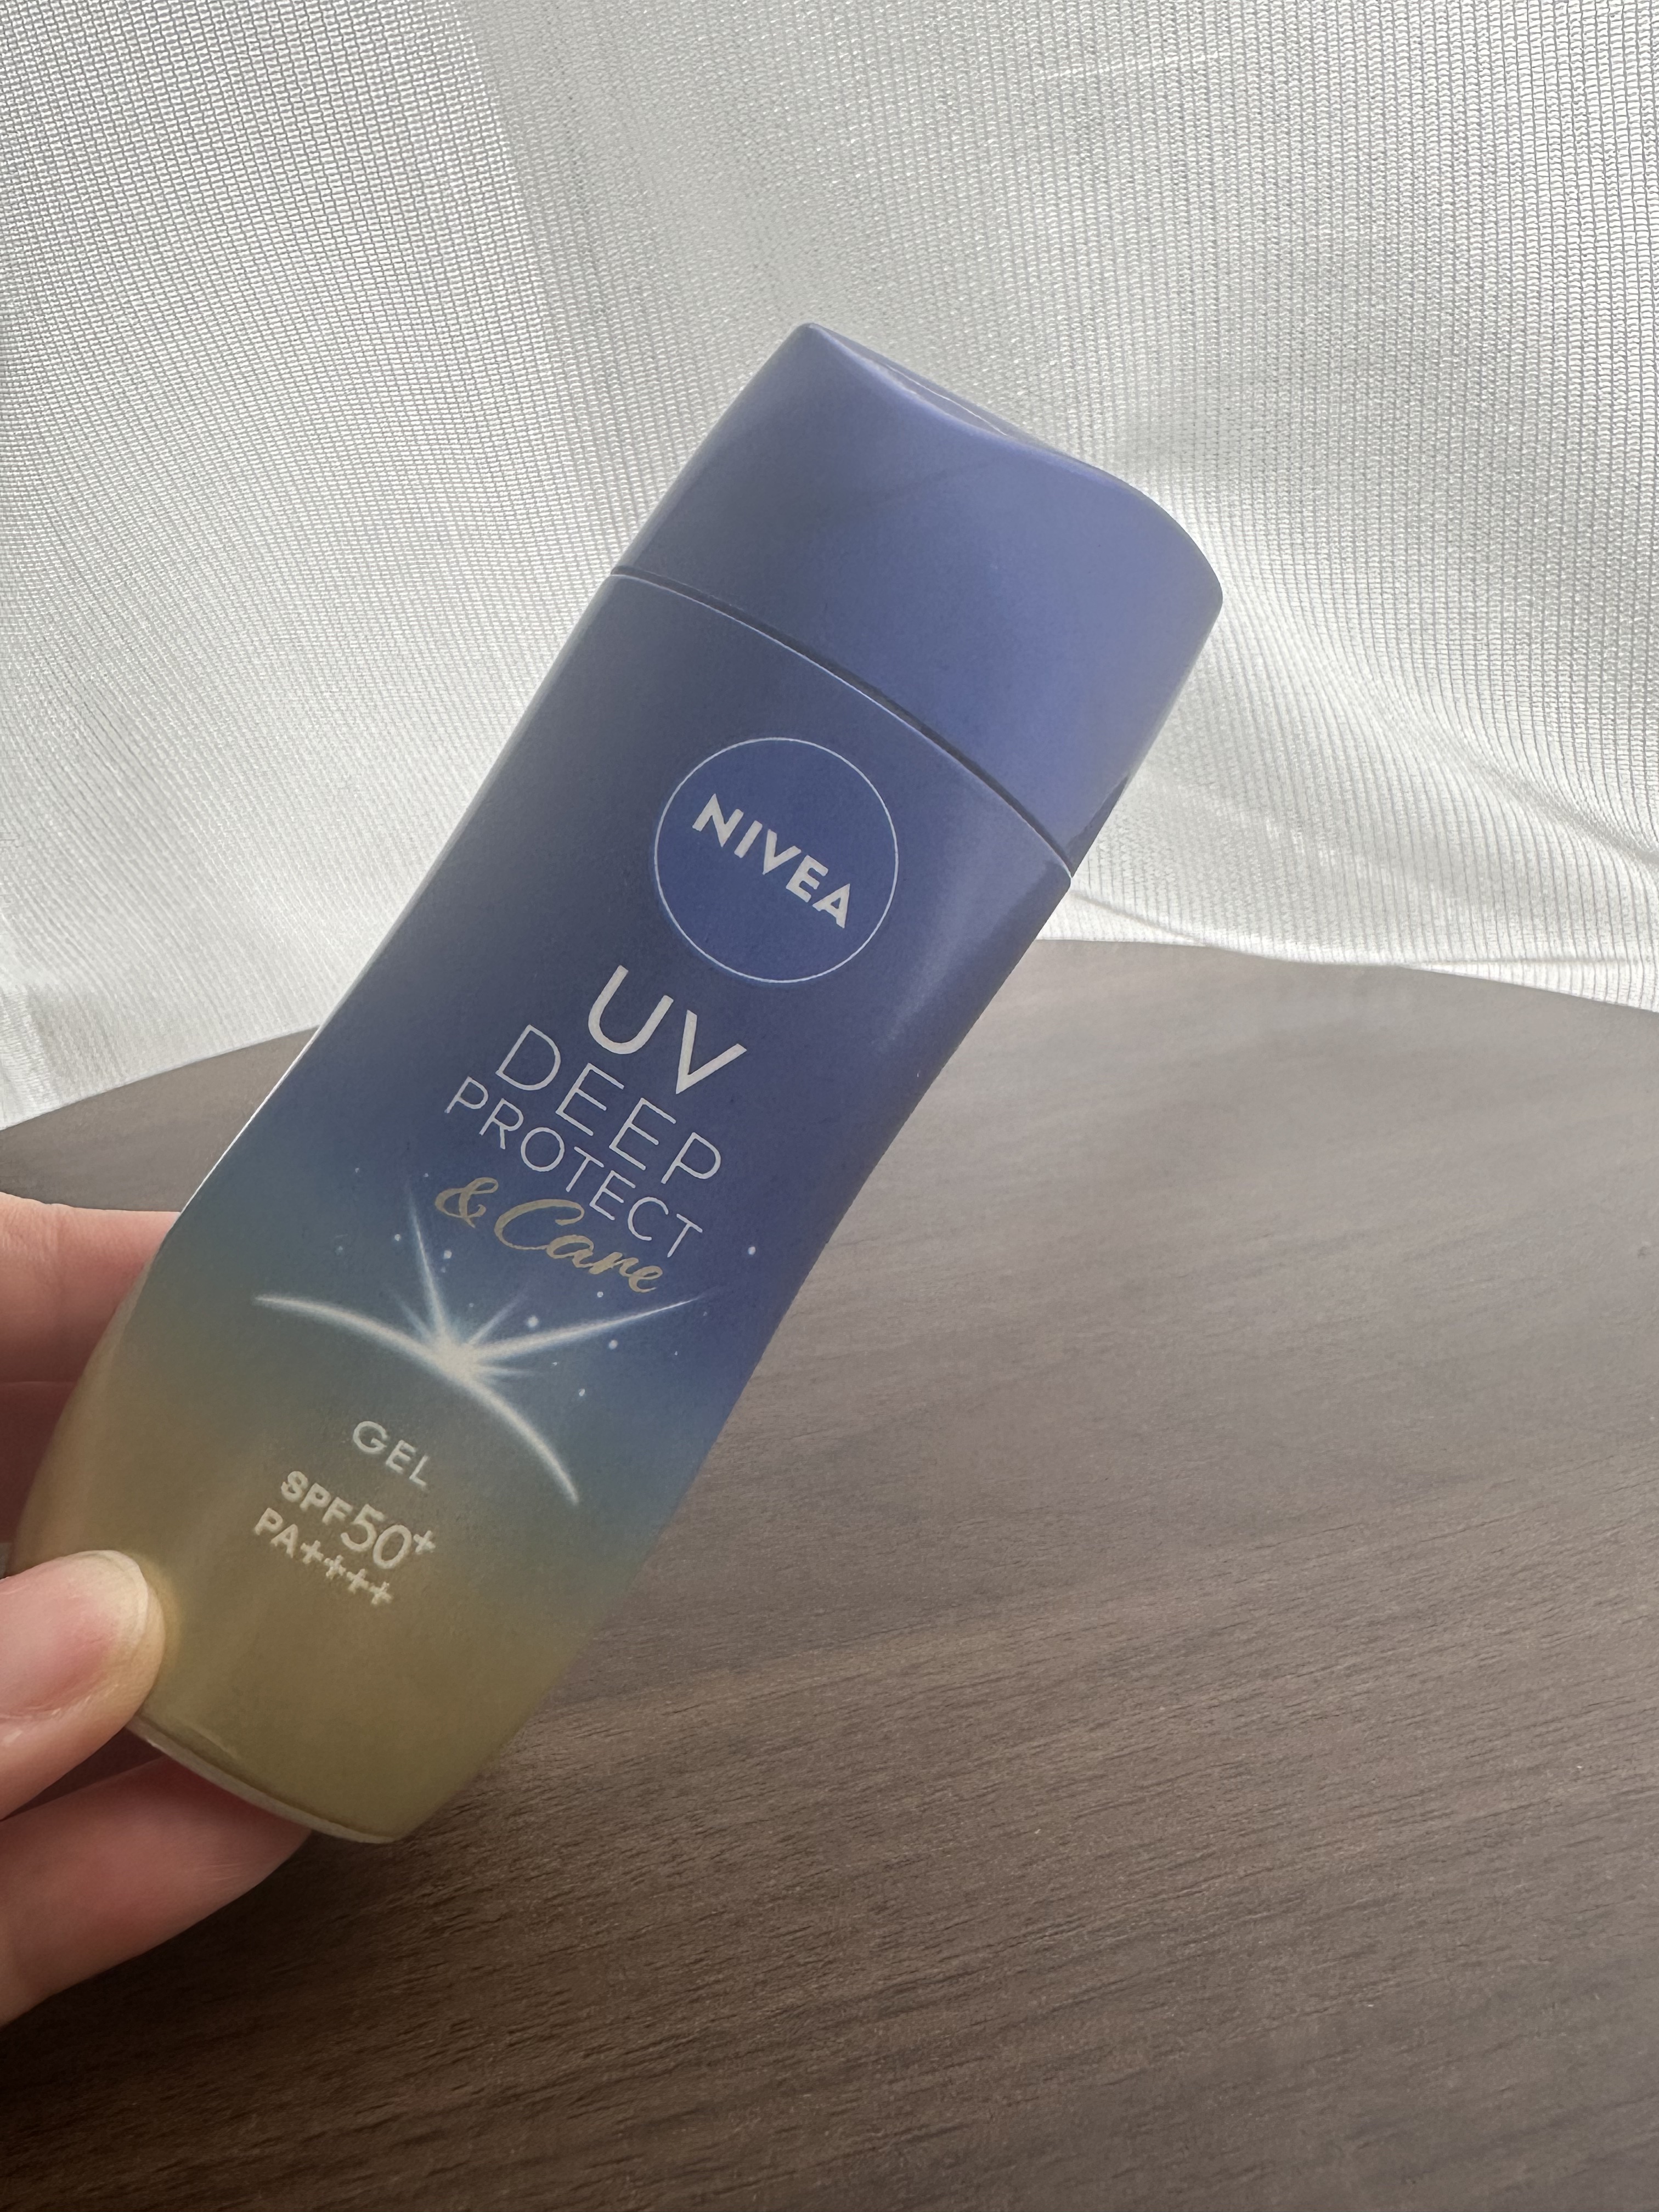 NIVEA
UV
DEEP
PROTECT
& Care
GEL
SPF50+
PA++++